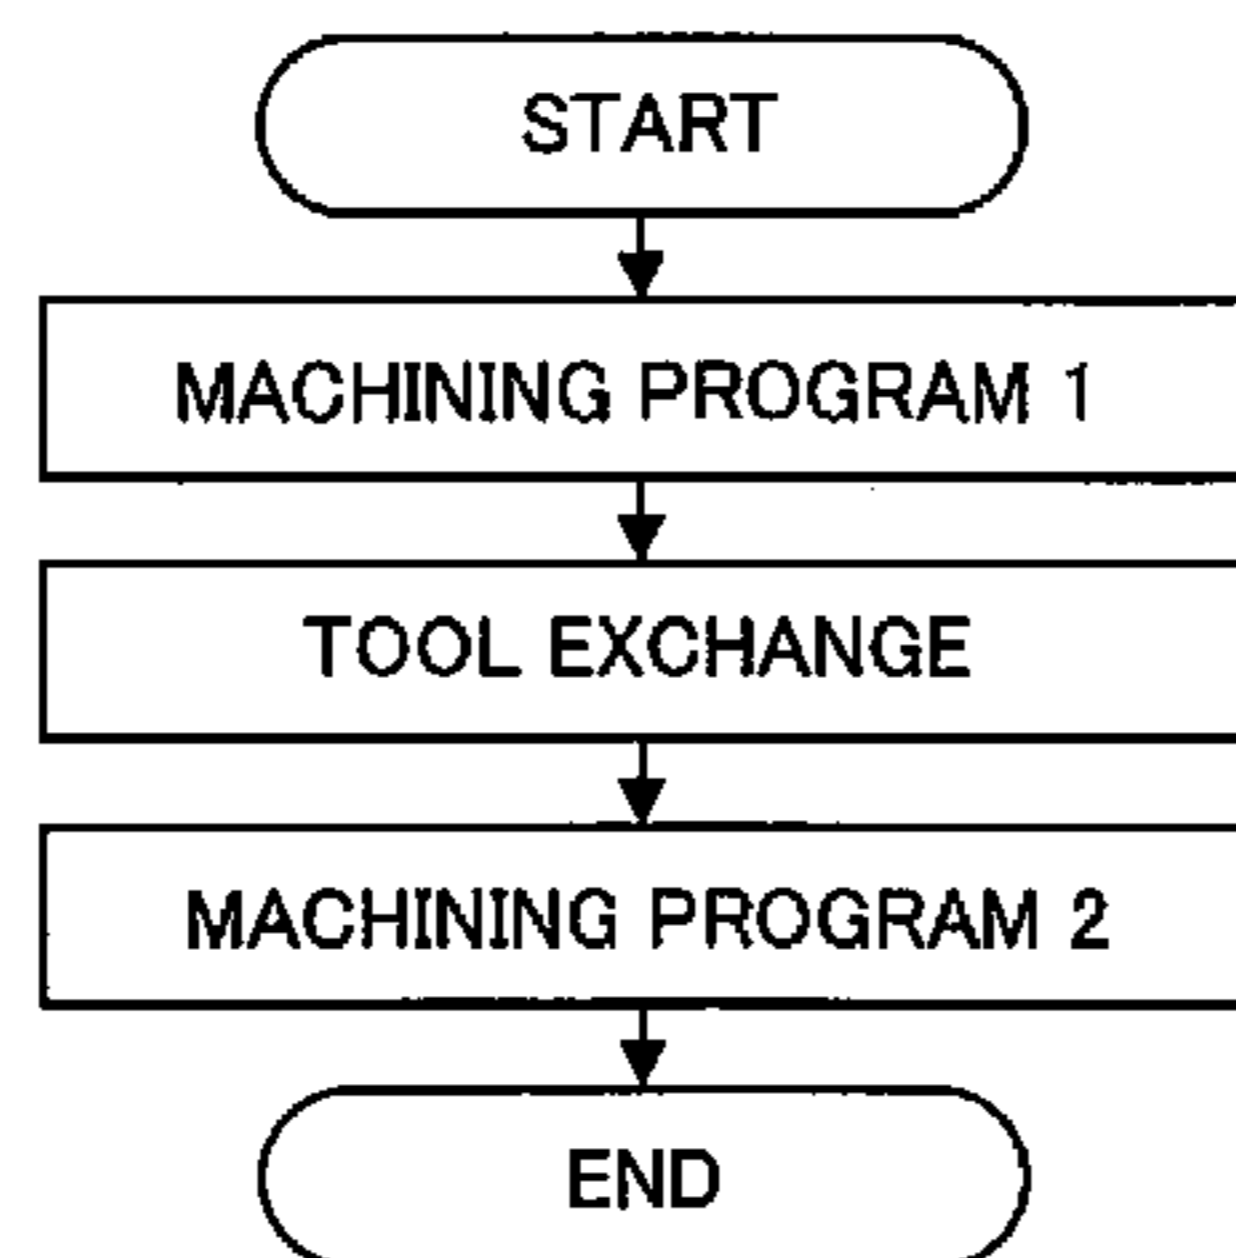 START
MACHINING PROGRAM 1
TOOL EXCHANGE
MACHINING PROGRAM 2
END